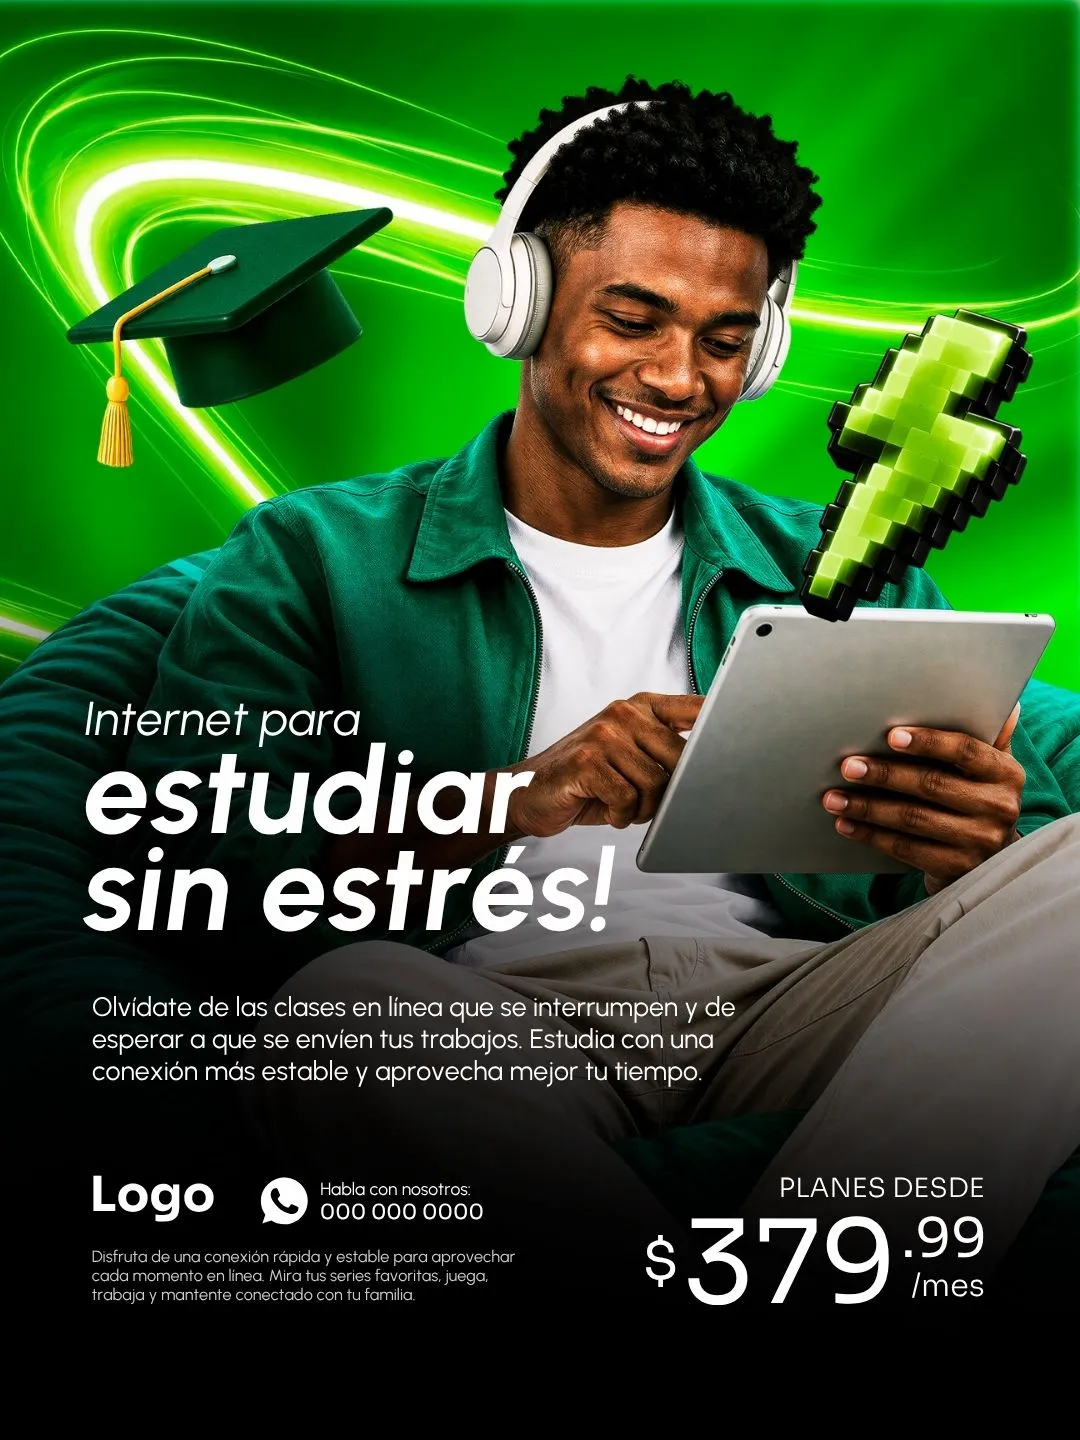 Internet para
estudiar
sin estrés!
Olvídate de las clases en línea que se interrumpen y de
esperar a que se envíen tus trabajos. Estudia con una
conexión más estable y aprovecha mejor tu tiempo.
Logo
Habla con nosotros:
000 000 0000
Disfruta de una conexión rápida y estable para aprovechar
cada momento en línea. Mira tus series favoritas, juega,
trabaja y mantente conectado con tu familia.
PLANES DESDE
$379.99
/mes